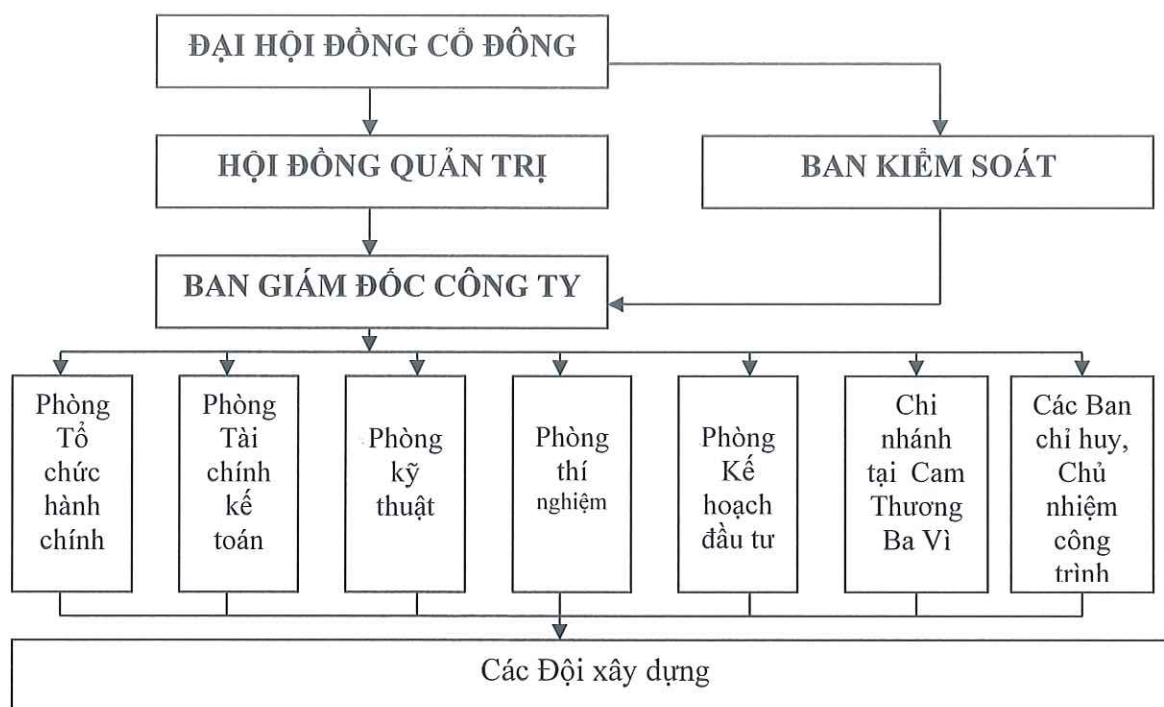 ĐẠI HỘI ĐỒNG CỔ ĐÔNG
HỘI ĐỒNG QUẢN TRỊ
BAN KIỂM SOÁT
BAN GIÁM ĐỐC CÔNG TY
Phòng
Tổ
chức
hành
chính
Phòng
Tài
chính
kế
toán
Phòng
kỹ
thuật
Phòng
thí
nghiệm
Phòng
Kế
hoạch
đầu tư
Chi
nhánh
tại Cam
Thương
Ba Vì
Các Ban
chỉ huy,
Chủ
nhiệm
công
trình
Các Đội xây dựng